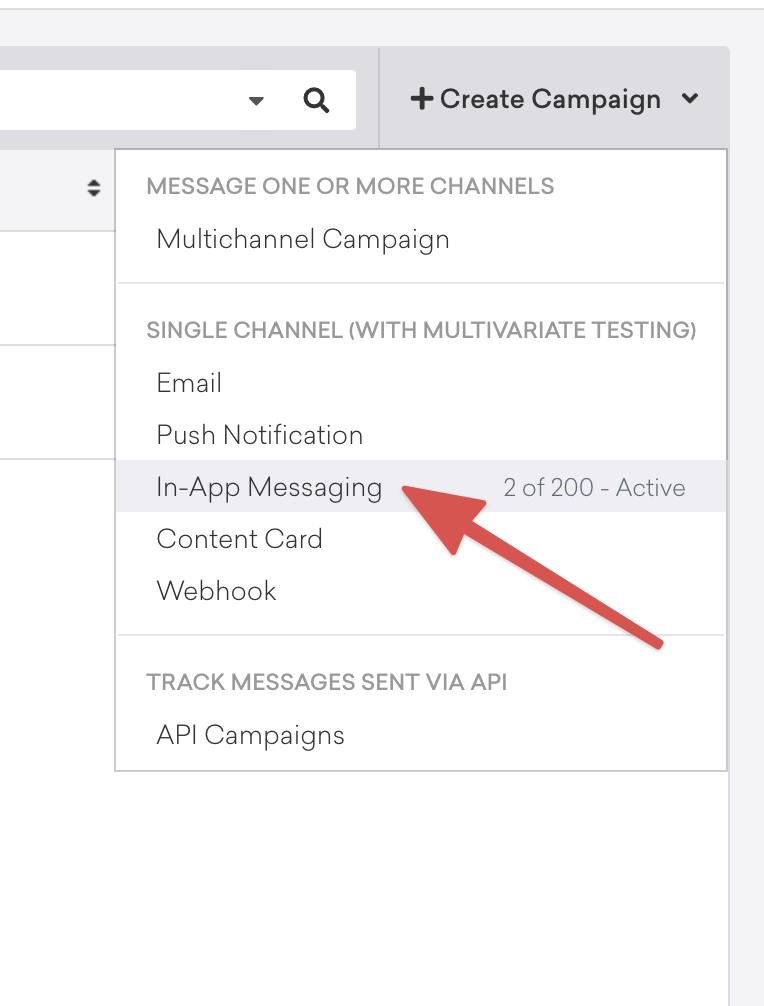 Create Campaign
MESSAGE ONE OR MORE CHANNELS
Multichannel Campaign
SINGLE CHANNEL (WITH MULTIVARIATE TESTING)
Email
Push Notification
In-App Messaging 2 of 200 - Active
Content Card
Webhook
TRACK MESSAGES SENT VIA API
API Campaigns